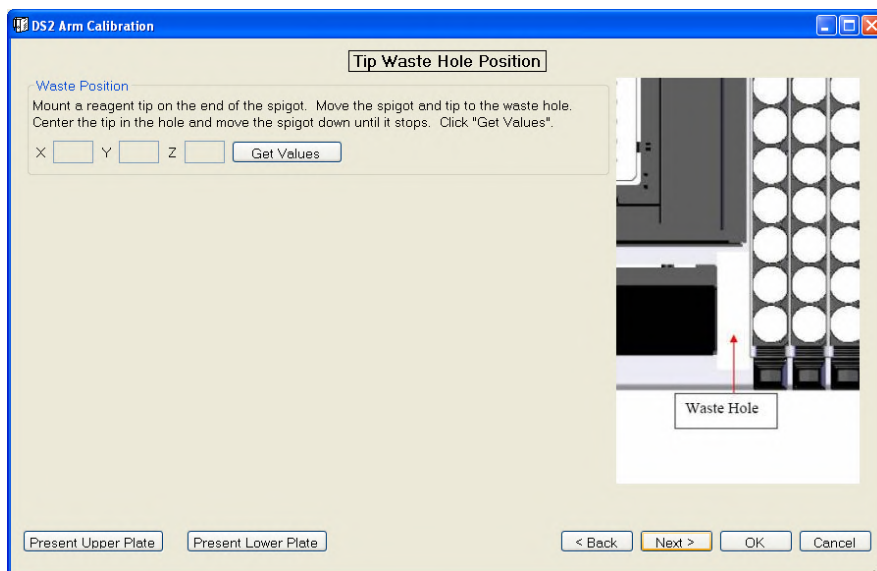 DS2 Arm Calibration
Tip Waste Hole Position
Waste Position
Mount a reagent tip on the end of the spigot.  Move the spigot and tip to the waste hole.
Center the tip in the hole and move the spigot down until it stops.  Click "Get Values".
X Y Z Get Values
Waste Hole
Present Upper Plate Present Lower Plate < Back Next > OK Cancel